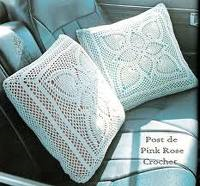 Post de
Pink Rose
Crochet